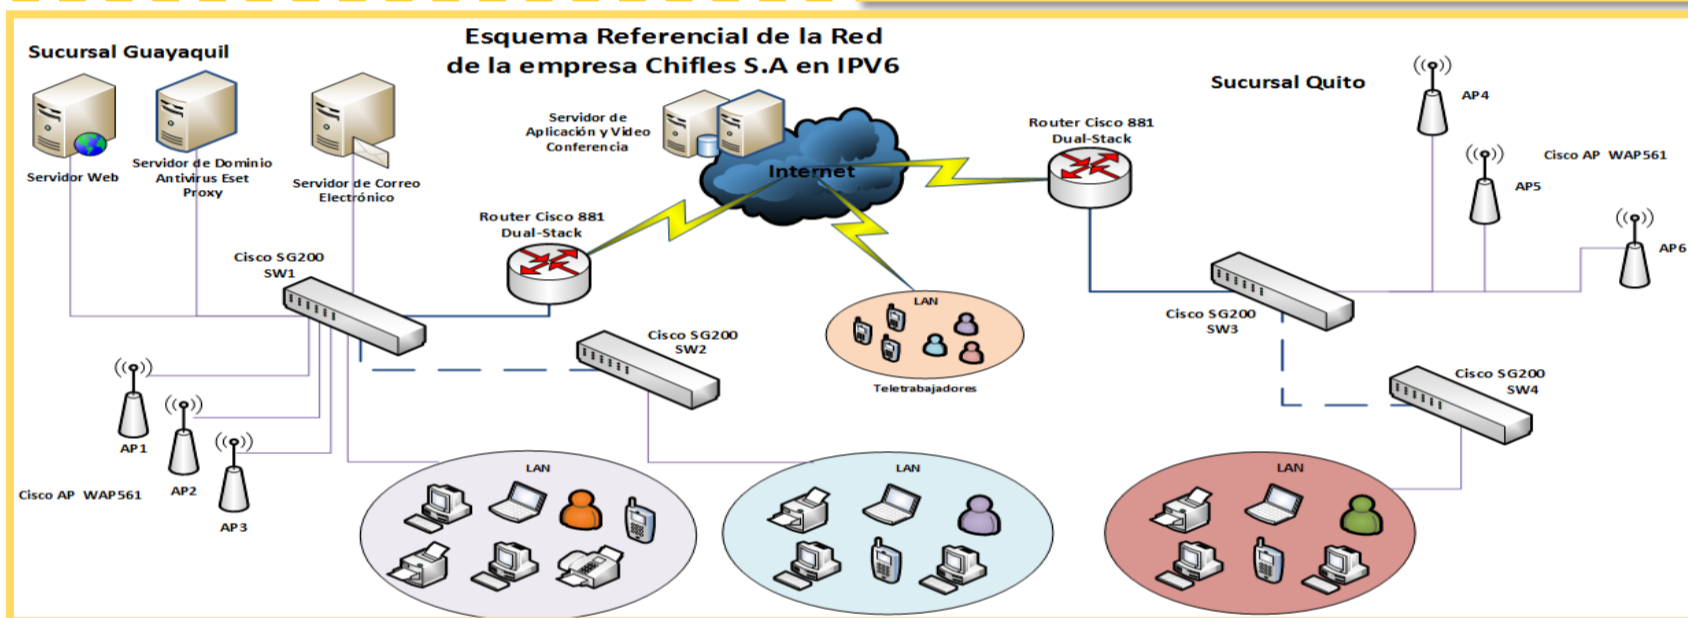 Esquema Referencial de la Red
de la empresa Chifles S.A en IPV6
Sucursal Guayaquil
Servidor Web
Servidor de Dominio
Antivirus Eset
Proxy
Servidor de Correo
Electrónico
Servidor de
Aplicación y Video
Conferencia
Internet
Router Cisco 881
Dual-Stack
Router Cisco 881
Dual-Stack
Sucursal Quito
AP4
Cisco AP WAP561
AP5
AP6
Cisco SG200
SW1
Cisco SG200
SW2
LAN
Teletrabajadores
Cisco SG200
SW3
Cisco SG200
SW4
AP1
AP2
AP3
Cisco AP WAP561
LAN
LAN
LAN